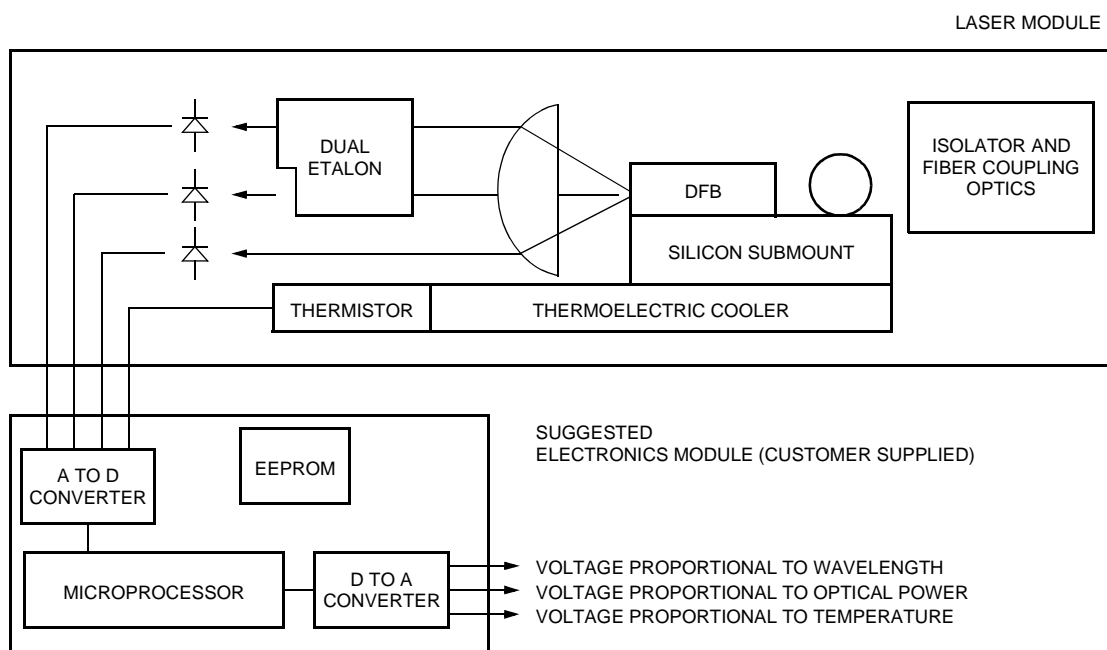 LASER MODULE
DUAL
ETALON
ISOLATOR AND
FIBER COUPLING
OPTICS
DFB
SILICON SUBMOUNT
THERMISTOR
THERMOELECTRIC COOLER
SUGGESTED
ELECTRONICS MODULE (CUSTOMER SUPPLIED)
A TO D
CONVERTER
EEPROM
MICROPROCESSOR
D TO A
CONVERTER
VOLTAGE PROPORTIONAL TO WAVELENGTH
VOLTAGE PROPORTIONAL TO OPTICAL POWER
VOLTAGE PROPORTIONAL TO TEMPERATURE